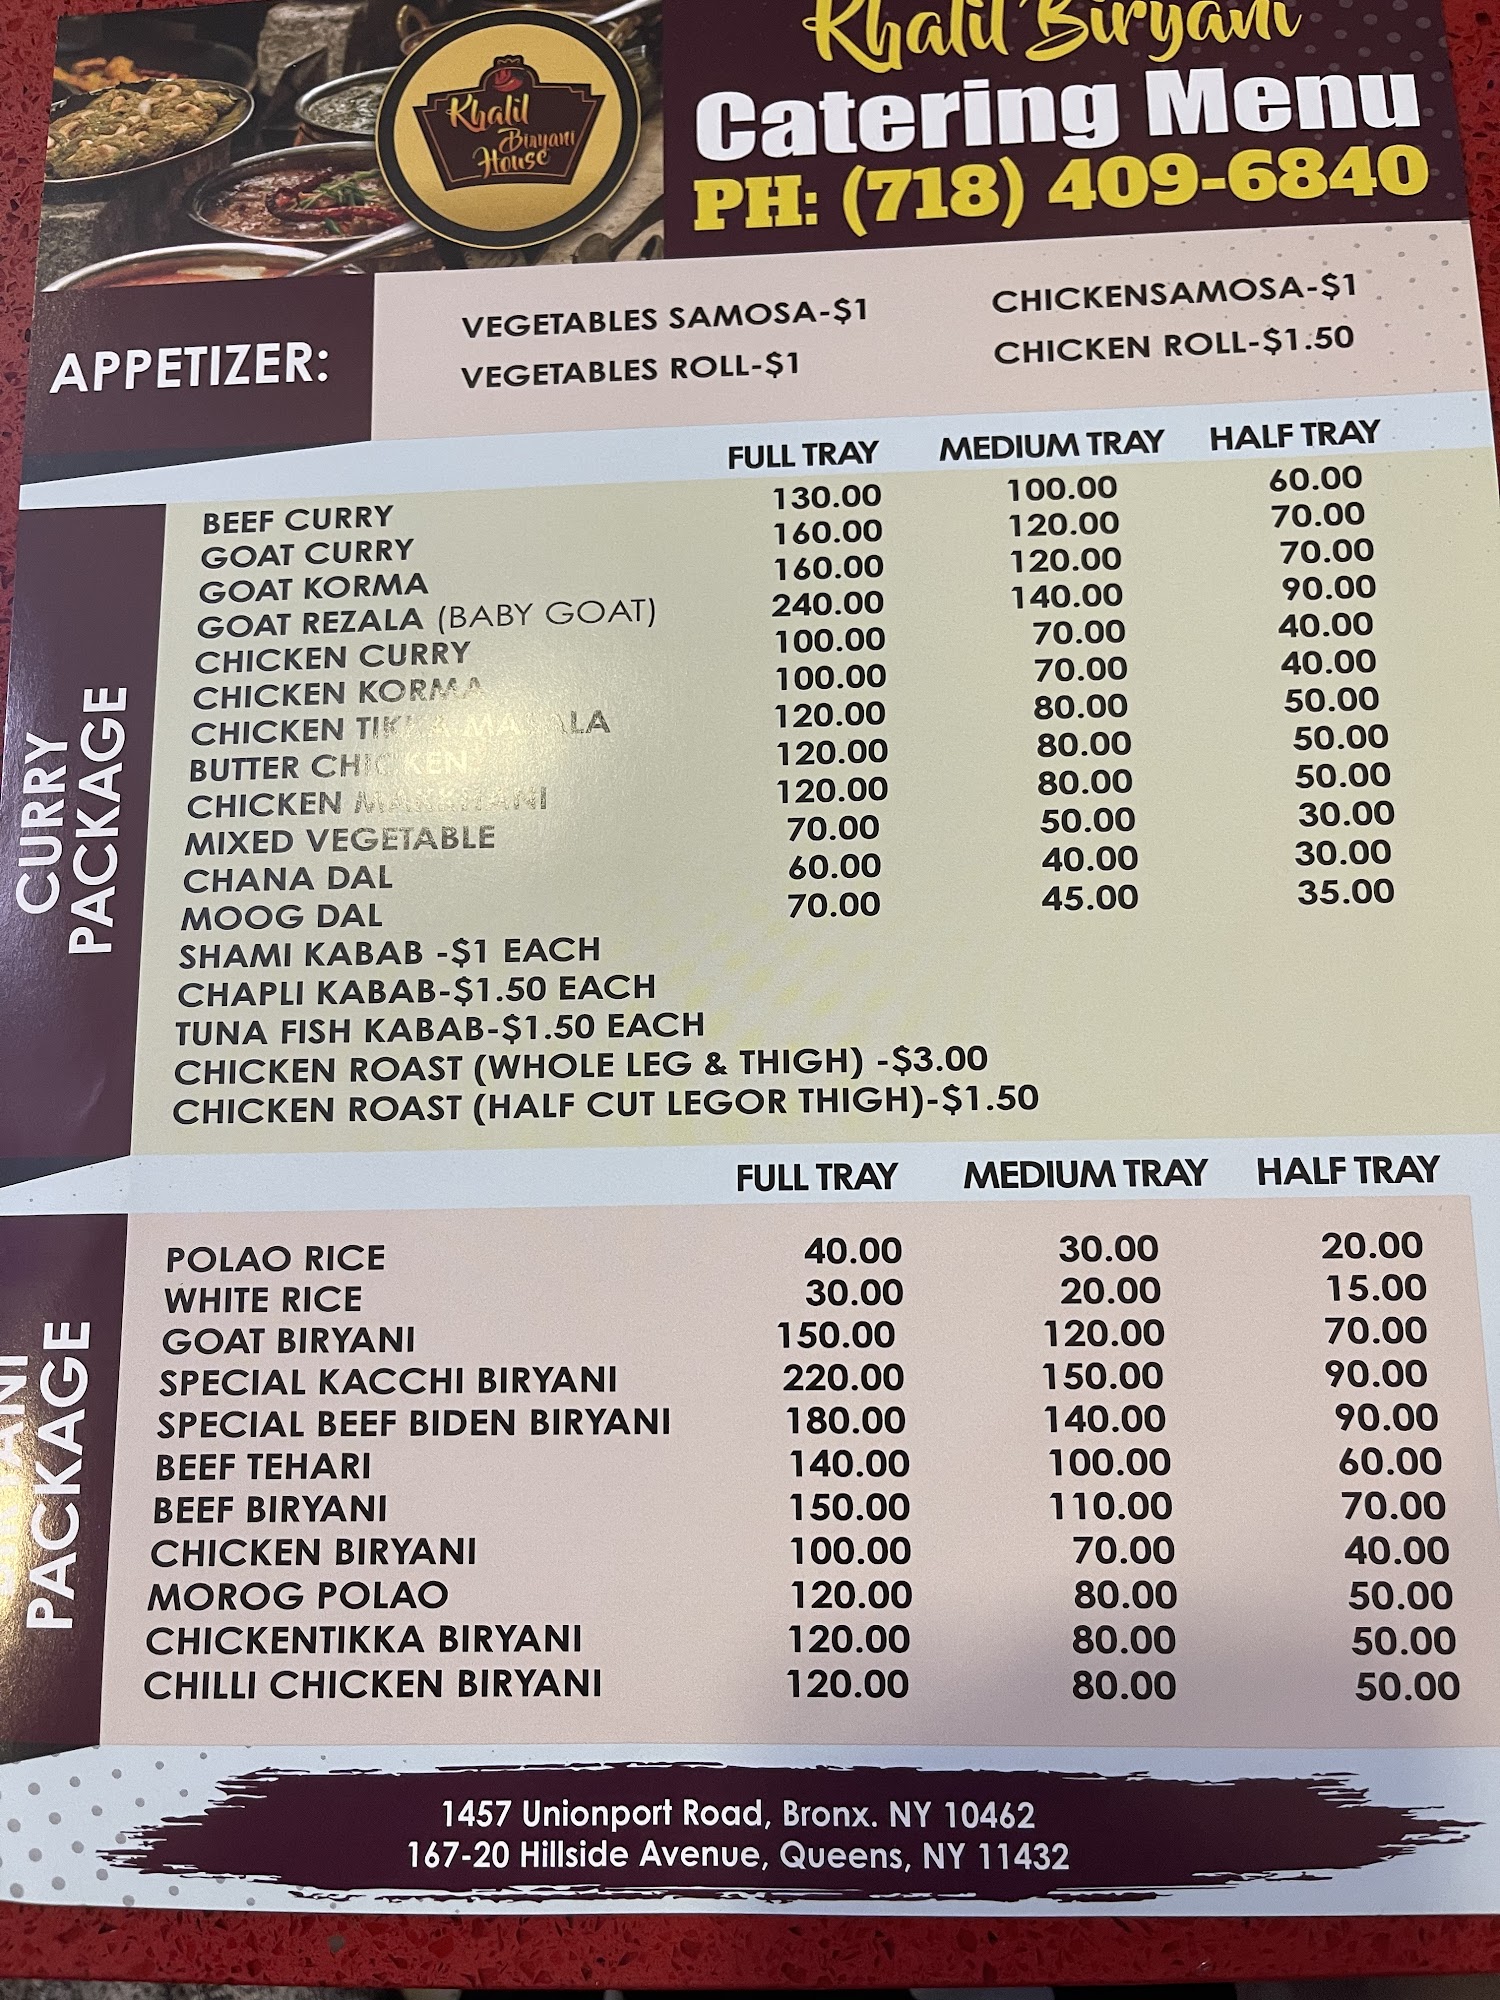 Khalil Biryani House
Khalil Biryani
Catering Menu
PH: (718) 409-6840
APPETIZER:
VEGETABLES SAMOSA-$1 CHICKENSAMOSA-$1
VEGETABLES ROLL-$1 CHICKEN ROLL-$1.50
FULL TRAY MEDIUM TRAY HALF TRAY
CURRY PACKAGE
BEEF CURRY 130.00 100.00 60.00
GOAT CURRY 160.00 120.00 70.00
GOAT KORMA 160.00 120.00 70.00
GOAT REZALA (BABY GOAT) 240.00 140.00 90.00
CHICKEN CURRY 100.00 70.00 40.00
CHICKEN KORMA 100.00 70.00 40.00
CHICKEN TIKKA MASALA 120.00 80.00 50.00
BUTTER CHICKEN 120.00 80.00 50.00
CHICKEN MAKKHANI 120.00 80.00 50.00
MIXED VEGETABLE 70.00 50.00 30.00
CHANA DAL 60.00 40.00 30.00
MOOG DAL 70.00 45.00 35.00
SHAMI KABAB -$1 EACH
CHAPLI KABAB-$1.50 EACH
TUNA FISH KABAB-$1.50 EACH
CHICKEN ROAST (WHOLE LEG & THIGH) -$3.00
CHICKEN ROAST (HALF CUT LEGOR THIGH)-$1.50
FULL TRAY MEDIUM TRAY HALF TRAY
BIRYANI PACKAGE
POLAO RICE 40.00 30.00 20.00
WHITE RICE 30.00 20.00 15.00
GOAT BIRYANI 150.00 120.00 70.00
SPECIAL KACCHI BIRYANI 220.00 150.00 90.00
SPECIAL BEEF BIDEN BIRYANI 180.00 140.00 90.00
BEEF TEHARI 140.00 100.00 60.00
BEEF BIRYANI 150.00 110.00 70.00
CHICKEN BIRYANI 100.00 70.00 40.00
MOROG POLAO 120.00 80.00 50.00
CHICKENTIKKA BIRYANI 120.00 80.00 50.00
CHILLI CHICKEN BIRYANI 120.00 80.00 50.00
1457 Unionport Road, Bronx. NY 10462
167-20 Hillside Avenue, Queens, NY 11432